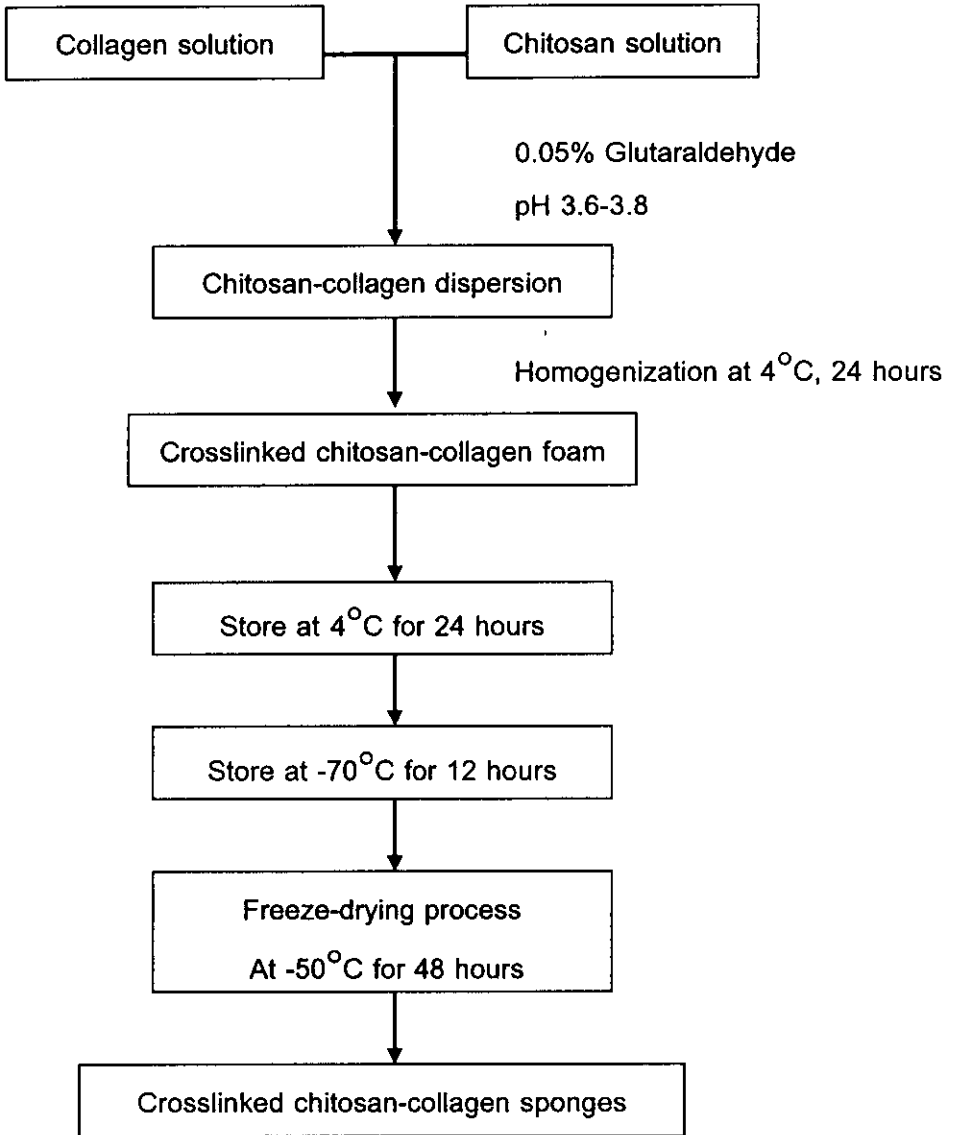 Collagen solution
Chitosan solution
0.05% Glutaraldehyde
pH 3.6-3.8
Chitosan-collagen dispersion
Homogenization at 4°C, 24 hours
Crosslinked chitosan-collagen foam
Store at 4°C for 24 hours
Store at -70°C for 12 hours
Freeze-drying process
At -50°C for 48 hours
Crosslinked chitosan-collagen sponges